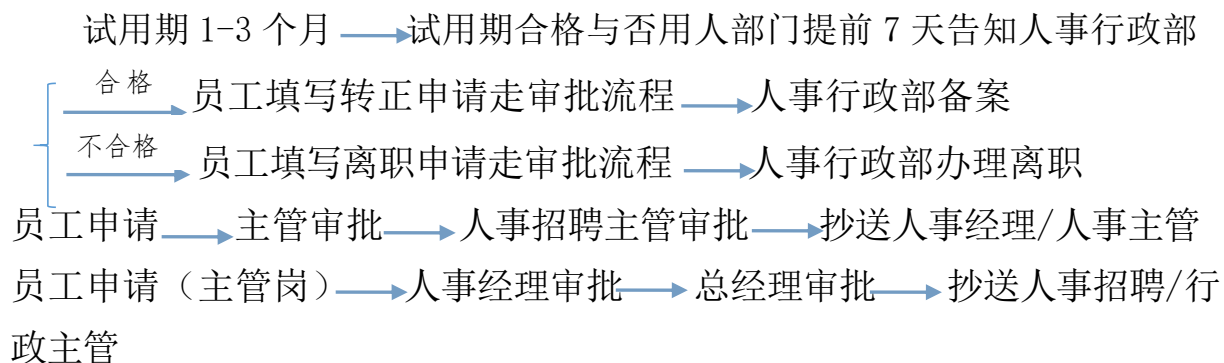 试用期 1-3 个月 试用期合格与否用人部门提前 7 天告知人事行政部
合格 员工填写转正申请走审批流程 人事行政部备案
不合格 员工填写离职申请走审批流程 人事行政部办理离职
员工申请 主管审批 人事招聘主管审批 抄送人事经理/人事主管
员工申请（主管岗） 人事经理审批 总经理审批 抄送人事招聘/行
政主管